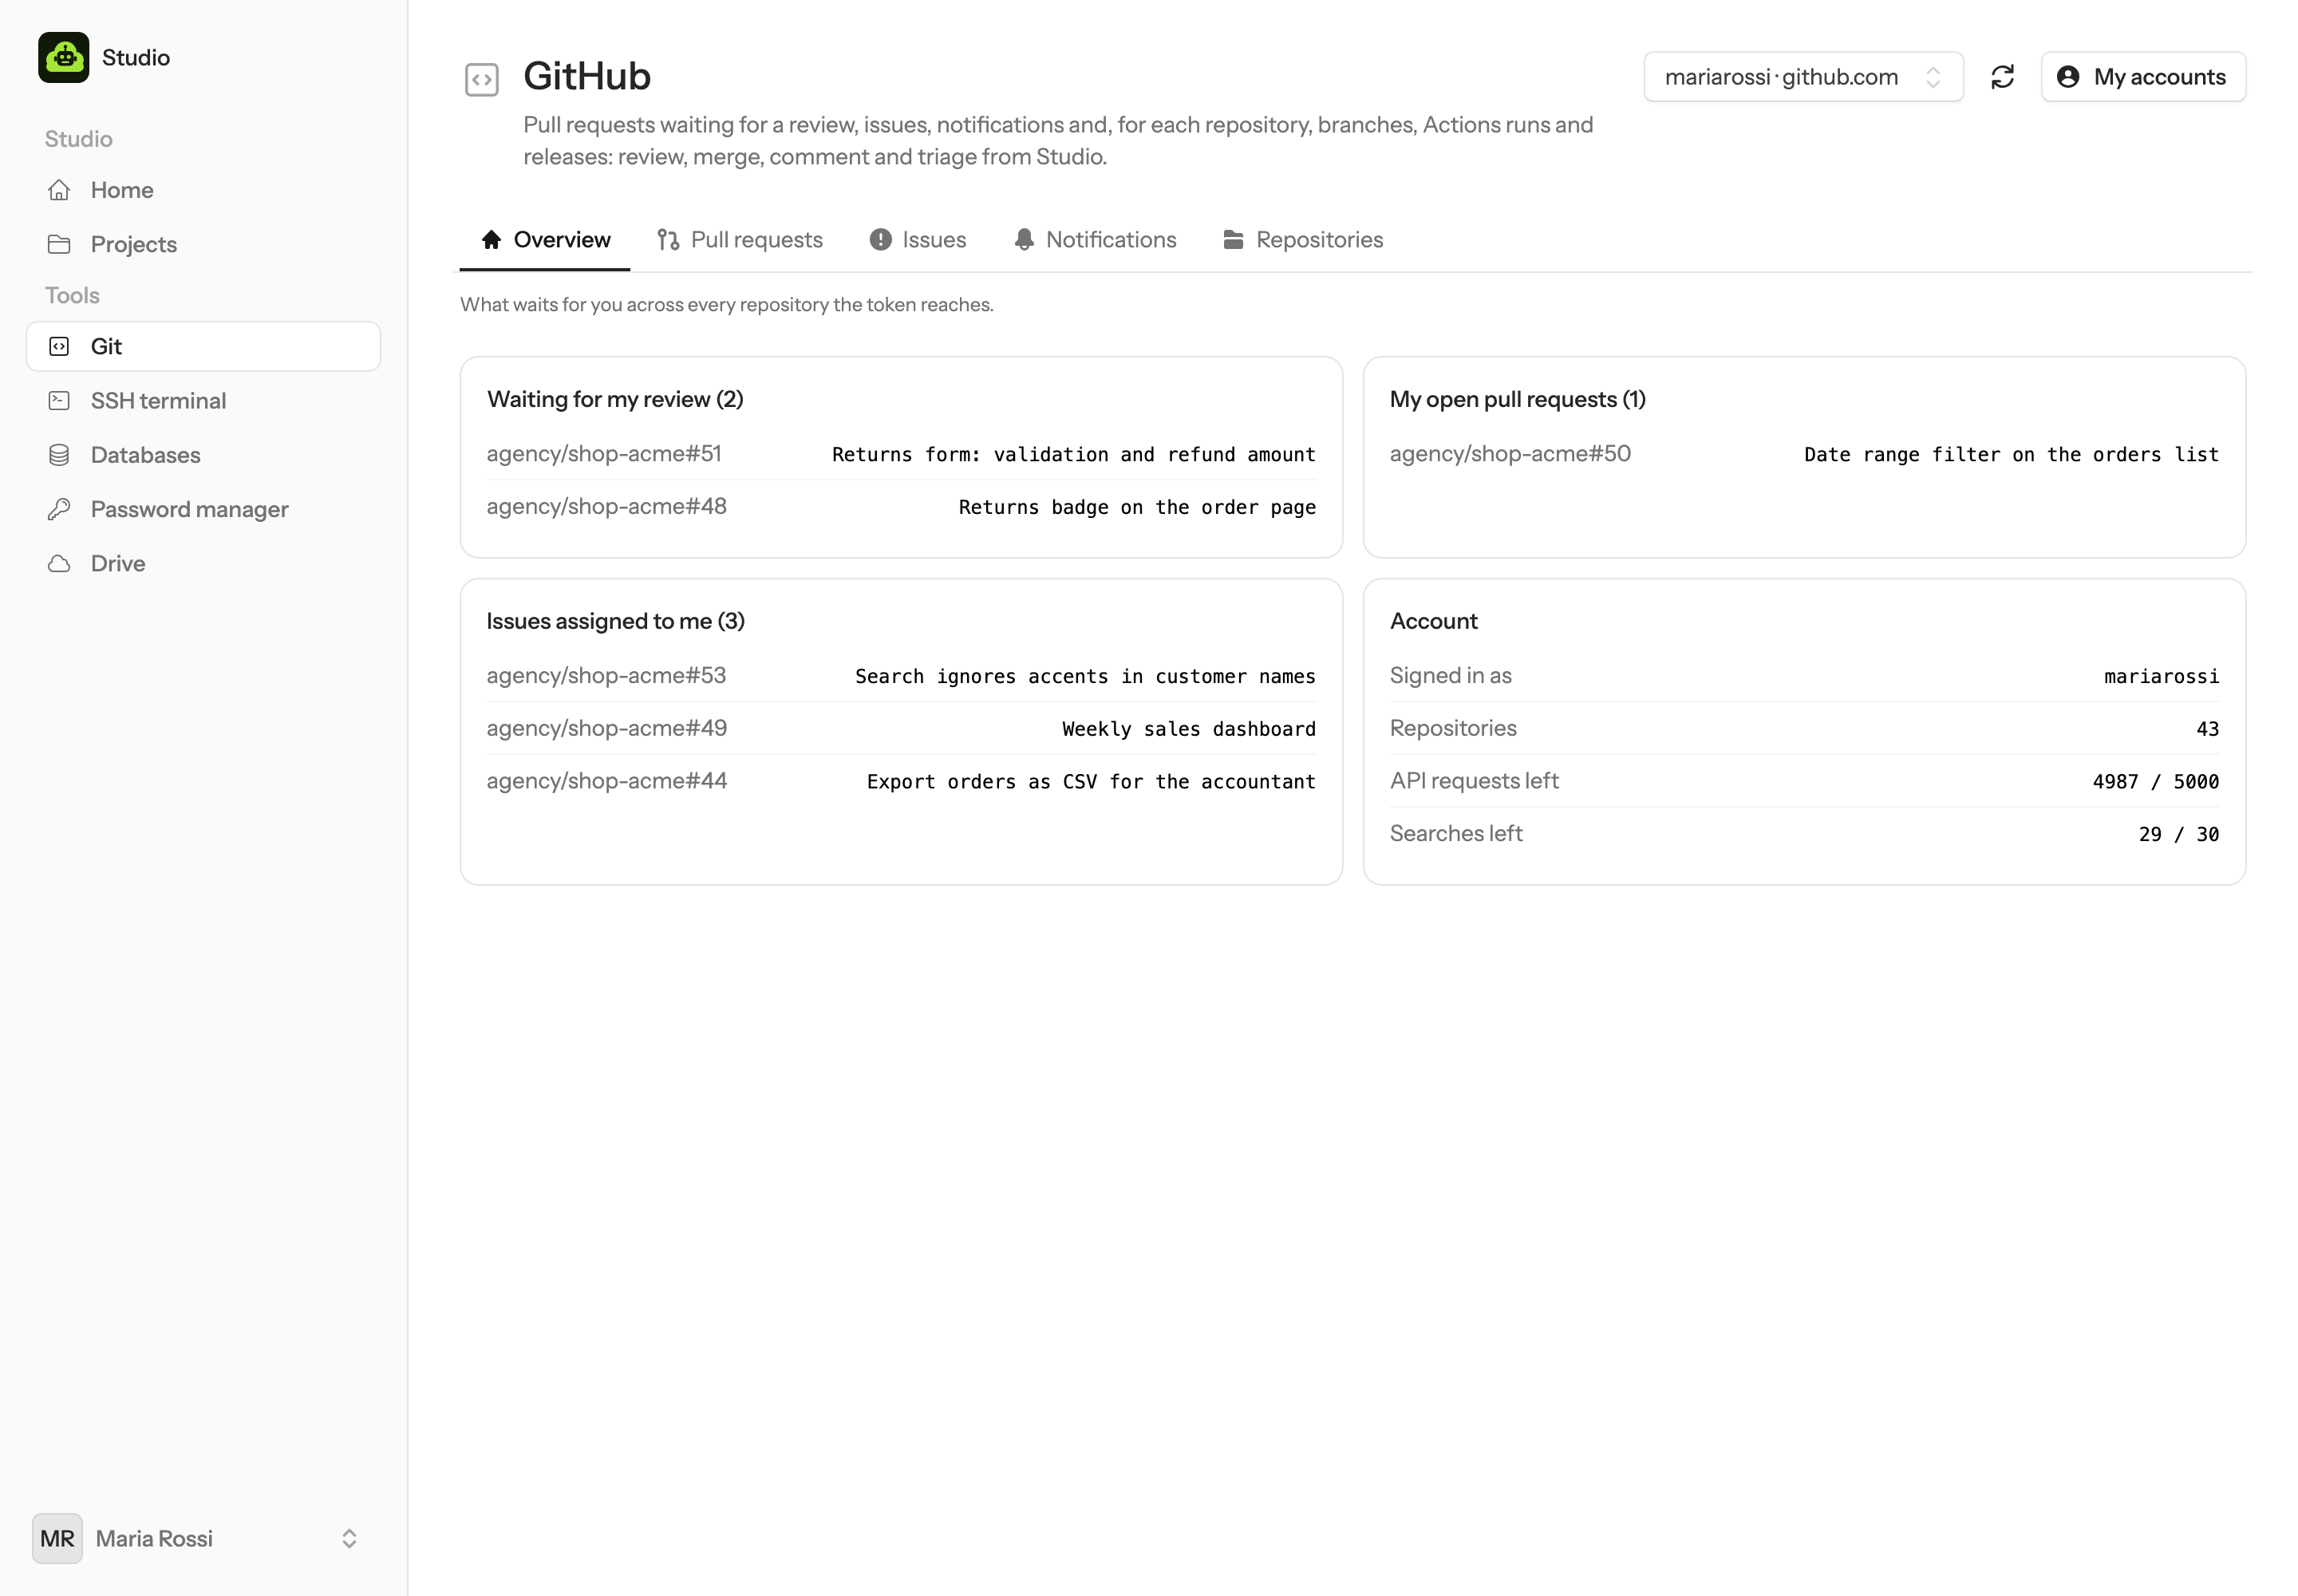 Studio
Studio
Home
Projects
Tools
Git
SSH terminal
Databases
Password manager
Drive
MR
Maria Rossi
GitHub
Pull requests waiting for a review, issues, notifications and, for each repository, branches, Actions runs and
releases: review, merge, comment and triage from Studio.
mariarossi · github.com
My accounts
Overview
Pull requests
Issues
Notifications
Repositories
What waits for you across every repository the token reaches.
Waiting for my review (2)
agency/shop-acme#51 Returns form: validation and refund amount
agency/shop-acme#48 Returns badge on the order page
My open pull requests (1)
agency/shop-acme#50 Date range filter on the orders list
Issues assigned to me (3)
agency/shop-acme#53 Search ignores accents in customer names
agency/shop-acme#49 Weekly sales dashboard
agency/shop-acme#44 Export orders as CSV for the accountant
Account
Signed in as mariarossi
Repositories 43
API requests left 4987 / 5000
Searches left 29 / 30